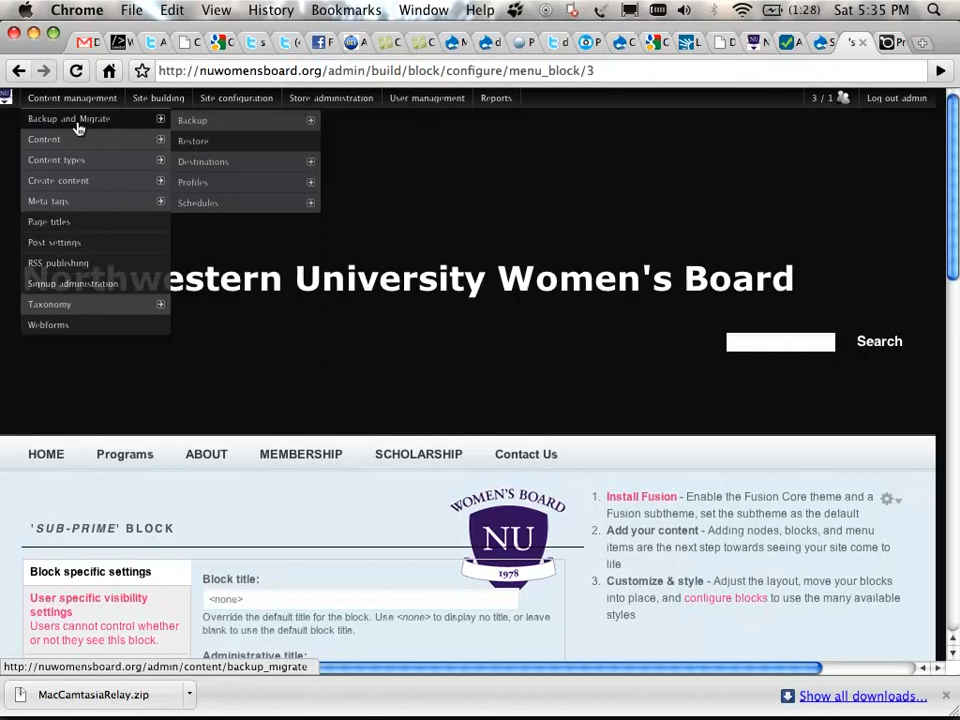 Chrome File Edit View History Bookmarks Window Help (1:28) Sat 5:35 PM
http://nuwomensboard.org/admin/build/block/configure/menu_block/3
Content management Site building Site configuration Store administration User management Reports 3 / 1 Log out admin
Backup and Migrate
Content
Content types
Create content
Meta tags
Page titles
Post settings
RSS publishing
Signup administration
Taxonomy
Webforms
Backup
Restore
Destinations
Profiles
Schedules
Northwestern University Women's Board
Search
HOME Programs ABOUT MEMBERSHIP SCHOLARSHIP Contact Us
'SUB-PRIME' BLOCK
WOMEN'S BOARD
NU
1978
1. Install Fusion - Enable the Fusion Core theme and a
Fusion subtheme, set the subtheme as the default
2. Add your content - Adding nodes, blocks, and menu
items are the next step towards seeing your site come to
life
3. Customize & style - Adjust the layout, move your blocks
into place, and configure blocks to use the many available
styles
Block specific settings
User specific visibility
settings
Users cannot control whether
or not they see this block.
Block title:
<none>
Override the default title for the block. Use <none> to display no title, or leave
blank to use the default block title.
Administrative title:
http://nuwomensboard.org/admin/content/backup_migrate
MacCamtasiaRelay.zip
Show all downloads...